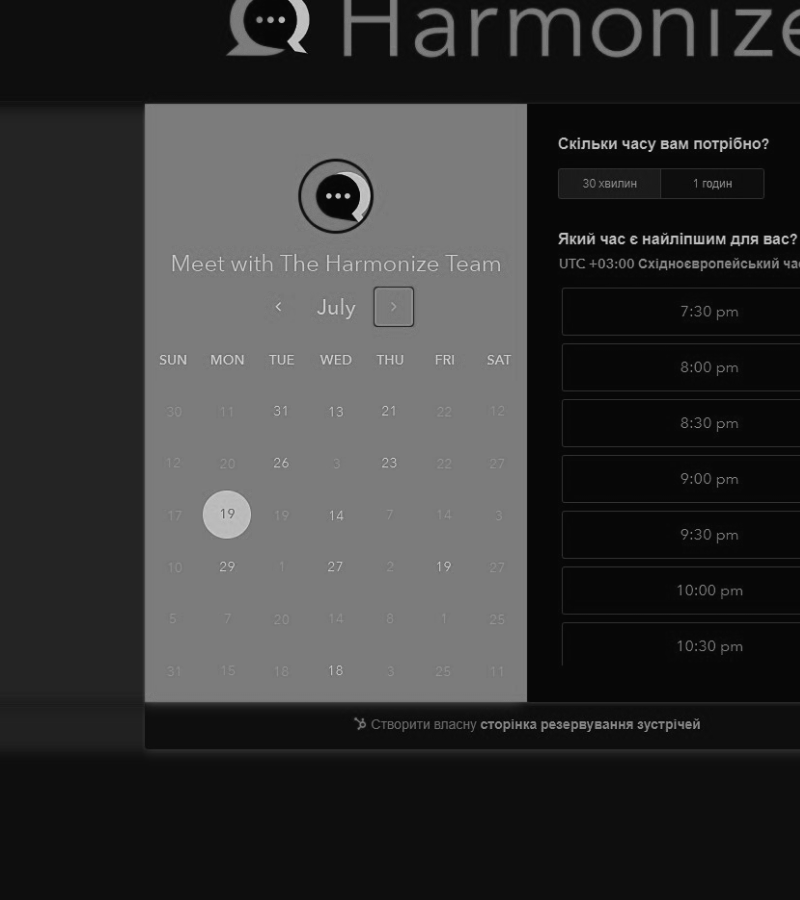 Harmonize
Meet with The Harmonize Team
July
SUN MON TUE WED THU FRI SAT
30 11 31 13 21 22 12
12 20 26 3 23 22 27
17 19 19 14 7 14 3
10 29 1 27 2 19 27
5 7 20 14 8 1 25
31 15 18 18 3 25 11
Скільки часу вам потрібно?
30 хвилин 1 годин
Який час є найліпшим для вас?
UTC +03:00 Східноєвропейський час
7:30 pm
8:00 pm
8:30 pm
9:00 pm
9:30 pm
10:00 pm
10:30 pm
Створити власну сторінка резервування зустрічей